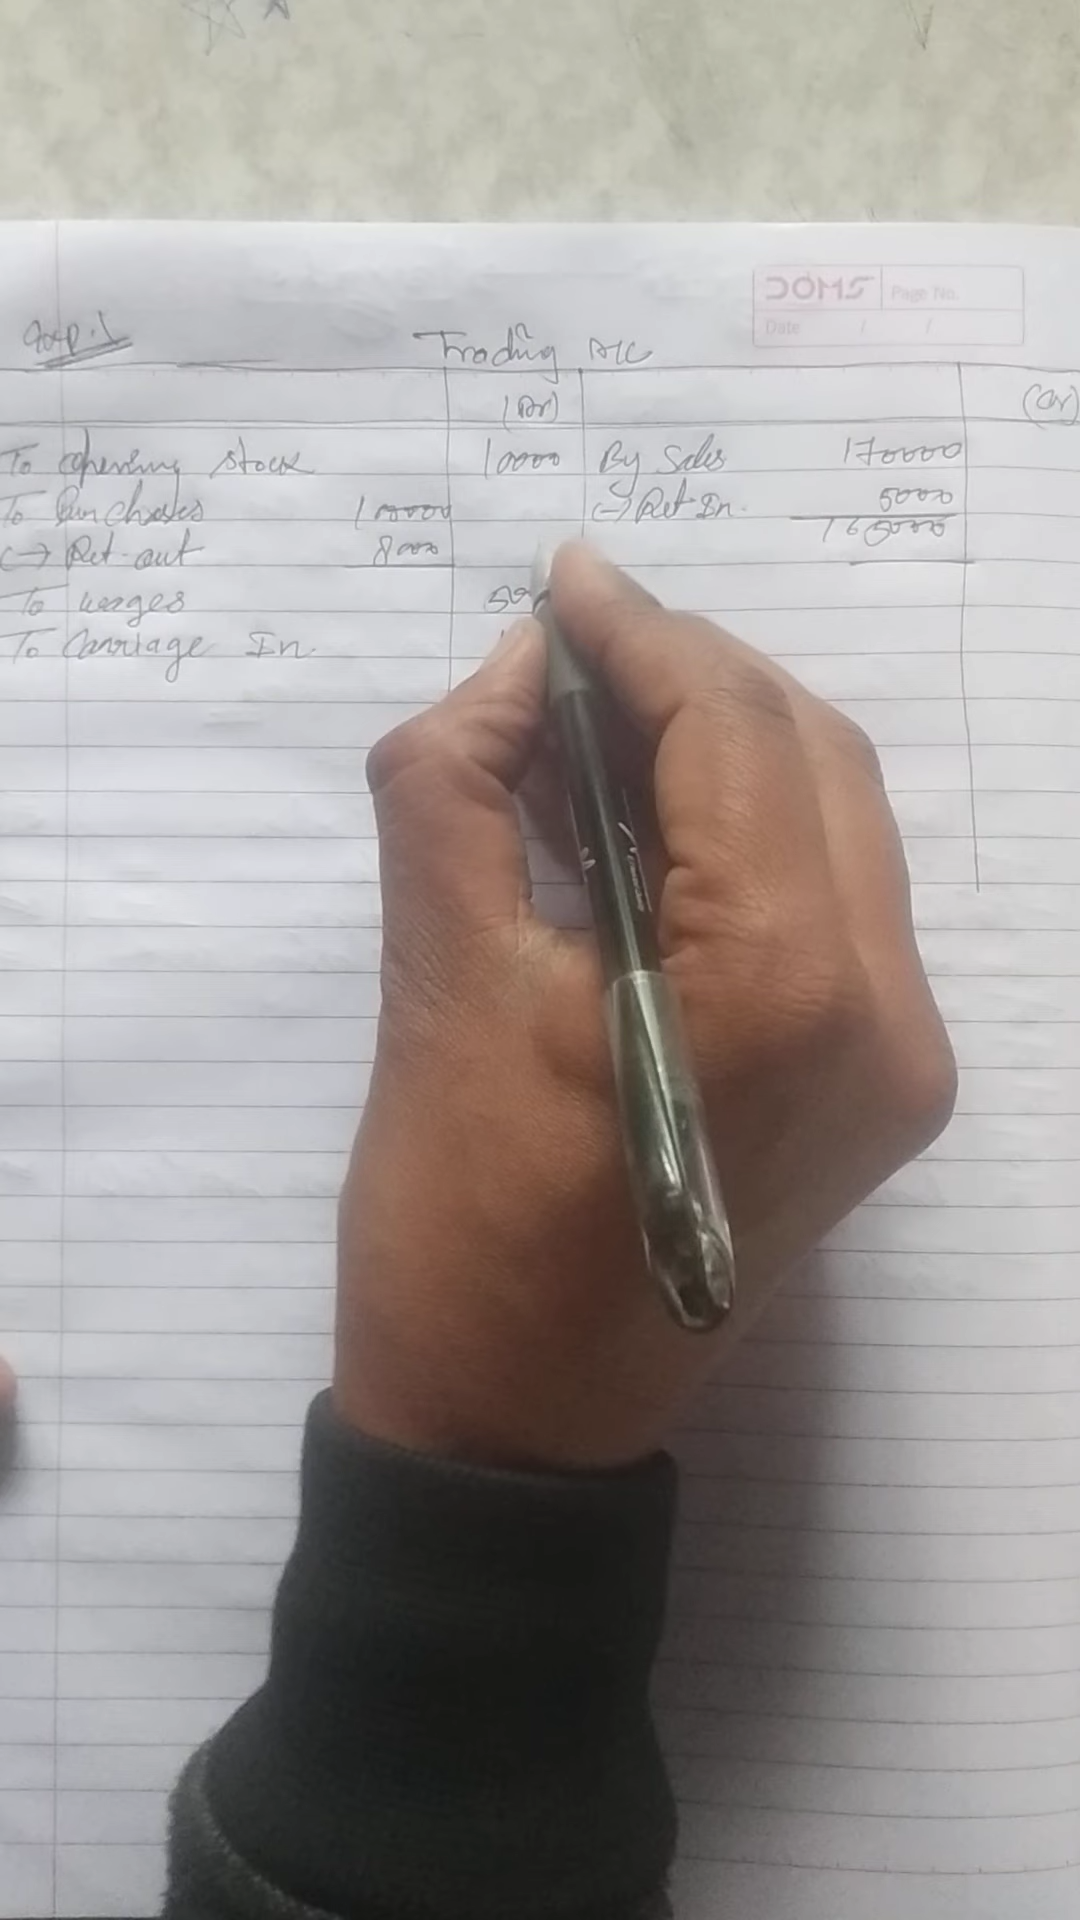 DOMS Page No.
Date / /
Trading A/C
(Dr) (Cr)
To opening stock 10000 By Sales 170000
To Purchases 100000 (-) Ret In. 5000
(-) Ret. out 8000 165000
To wages
To Carriage In.